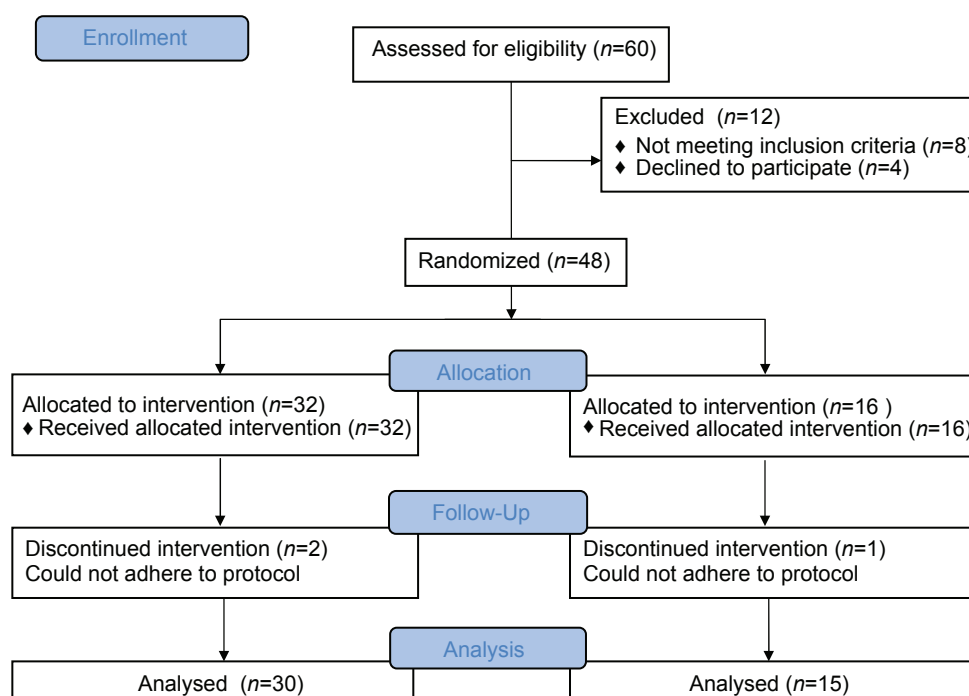 Enrollment
Assessed for eligibility (n=60)
Excluded (n=12)
♦ Not meeting inclusion criteria (n=8)
♦ Declined to participate (n=4)
Randomized (n=48)
Allocation
Allocated to intervention (n=32)
♦ Received allocated intervention (n=32)
Allocated to intervention (n=16 )
♦ Received allocated intervention (n=16)
Follow-Up
Discontinued intervention (n=2)
Could not adhere to protocol
Discontinued intervention (n=1)
Could not adhere to protocol
Analysis
Analysed (n=30)
Analysed (n=15)